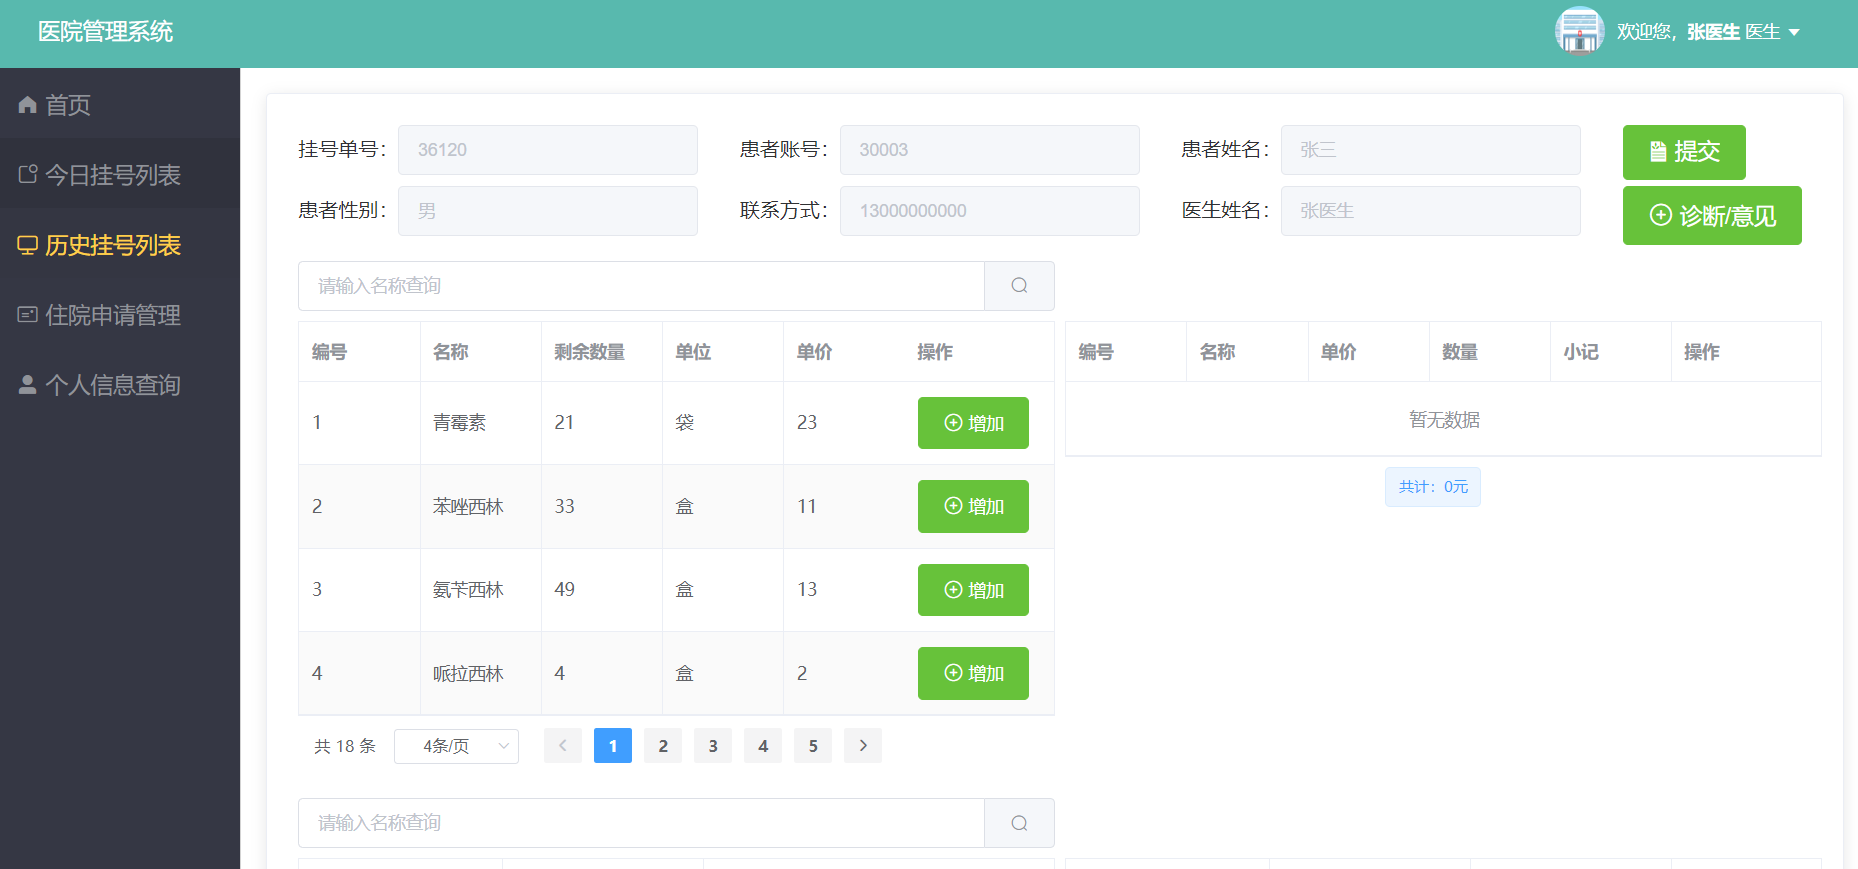 医院管理系统
欢迎您，张医生 医生
首页
今日挂号列表
历史挂号列表
住院申请管理
个人信息查询
挂号单号： 36120 患者账号： 30003 患者姓名： 张三 提交
患者性别： 男 联系方式： 13000000000 医生姓名： 张医生 诊断/意见
请输入名称查询
编号 名称 剩余数量 单位 单价 操作
1 青霉素 21 袋 23 增加
2 苯唑西林 33 盒 11 增加
3 氨苄西林 49 盒 13 增加
4 哌拉西林 4 盒 2 增加
共 18 条 4条/页 1 2 3 4 5
编号 名称 单价 数量 小记 操作
暂无数据
共计：0元
请输入名称查询